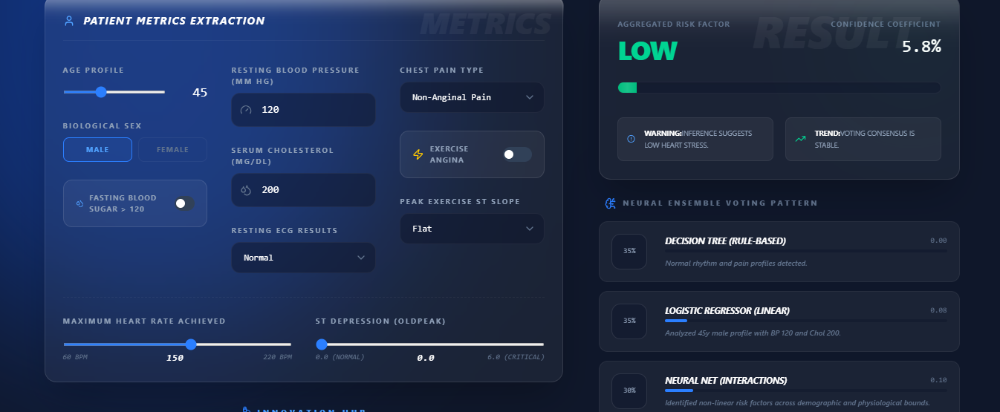 PATIENT METRICS EXTRACTION
METRICS
AGE PROFILE
45
BIOLOGICAL SEX
MALE
FEMALE
FASTING BLOOD
SUGAR > 120
RESTING BLOOD PRESSURE
(MM HG)
120
SERUM CHOLESTEROL
(MG/DL)
200
RESTING ECG RESULTS
Normal
CHEST PAIN TYPE
Non-Anginal Pain
EXERCISE
ANGINA
PEAK EXERCISE ST SLOPE
Flat
MAXIMUM HEART RATE ACHIEVED
60 BPM
150
220 BPM
ST DEPRESSION (OLDPEAK)
0.0 (NORMAL)
0.0
6.0 (CRITICAL)
INNOVATION HUB
RESULT
AGGREGATED RISK FACTOR
LOW
CONFIDENCE COEFFICIENT
5.8%
WARNING:INFERENCE SUGGESTS
LOW HEART STRESS.
TREND:VOTING CONSENSUS IS
STABLE.
NEURAL ENSEMBLE VOTING PATTERN
35%
DECISION TREE (RULE-BASED)
0.00
Normal rhythm and pain profiles detected.
35%
LOGISTIC REGRESSOR (LINEAR)
0.08
Analyzed 45y male profile with BP 120 and Chol 200.
30%
NEURAL NET (INTERACTIONS)
0.10
Identified non-linear risk factors across demographic and physiological bounds.